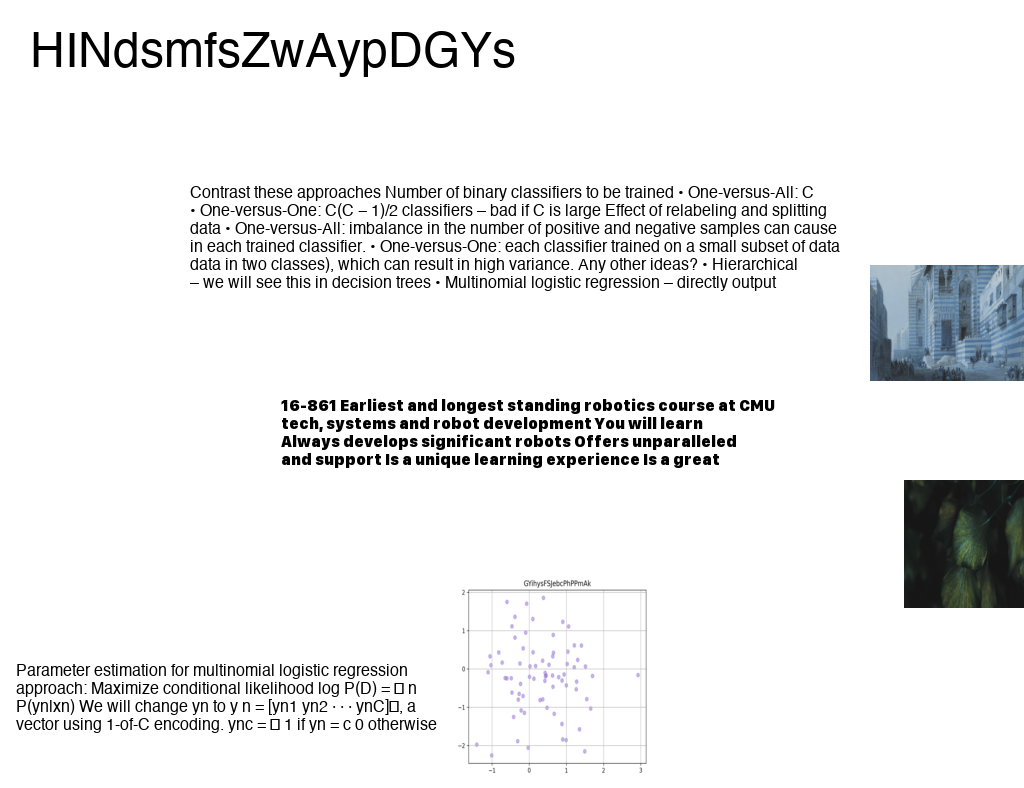 HINdsmfsZwAypDGYs
Contrast these approaches Number of binary classifiers to be trained • One-versus-All: C
• One-versus-One: C(C – 1)/2 classifiers – bad if C is large Effect of relabeling and splitting
data • One-versus-All: imbalance in the number of positive and negative samples can cause
in each trained classifier. • One-versus-One: each classifier trained on a small subset of data
data in two classes), which can result in high variance. Any other ideas? • Hierarchical
– we will see this in decision trees • Multinomial logistic regression – directly output
16-861 Earliest and longest standing robotics course at CMU
tech, systems and robot development You will learn
Always develops significant robots Offers unparalleled
and support Is a unique learning experience Is a great
GYihysFSJebcPhPPmAk
2
1
0
−1
−2
−1 0 1 2 3
Parameter estimation for multinomial logistic regression
approach: Maximize conditional likelihood log P(D) = □ n
P(yn|xn) We will change yn to y n = [yn1 yn2 · · · ynC]□, a
vector using 1-of-C encoding. ync = □ 1 if yn = c 0 otherwise